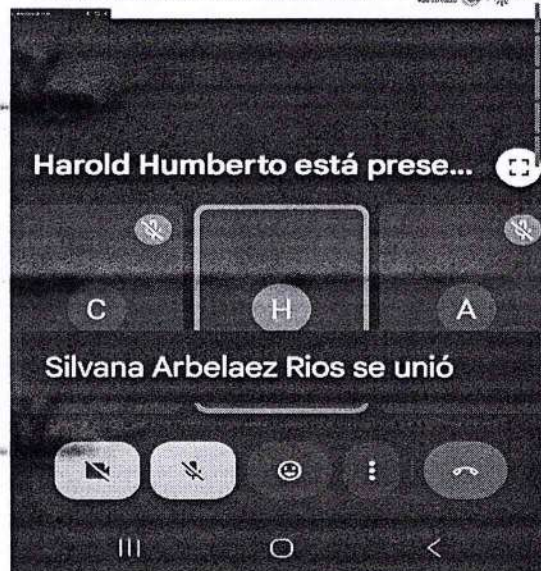 Harold Humberto está prese...
C
H
A
Silvana Arbelaez Rios se unió